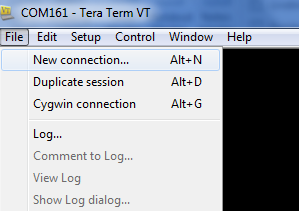 COM161 - Tera Term VT
File Edit Setup Control Window Help
New connection... Alt+N
Duplicate session Alt+D
Cygwin connection Alt+G
Log...
Comment to Log...
View Log
Show Log dialog...